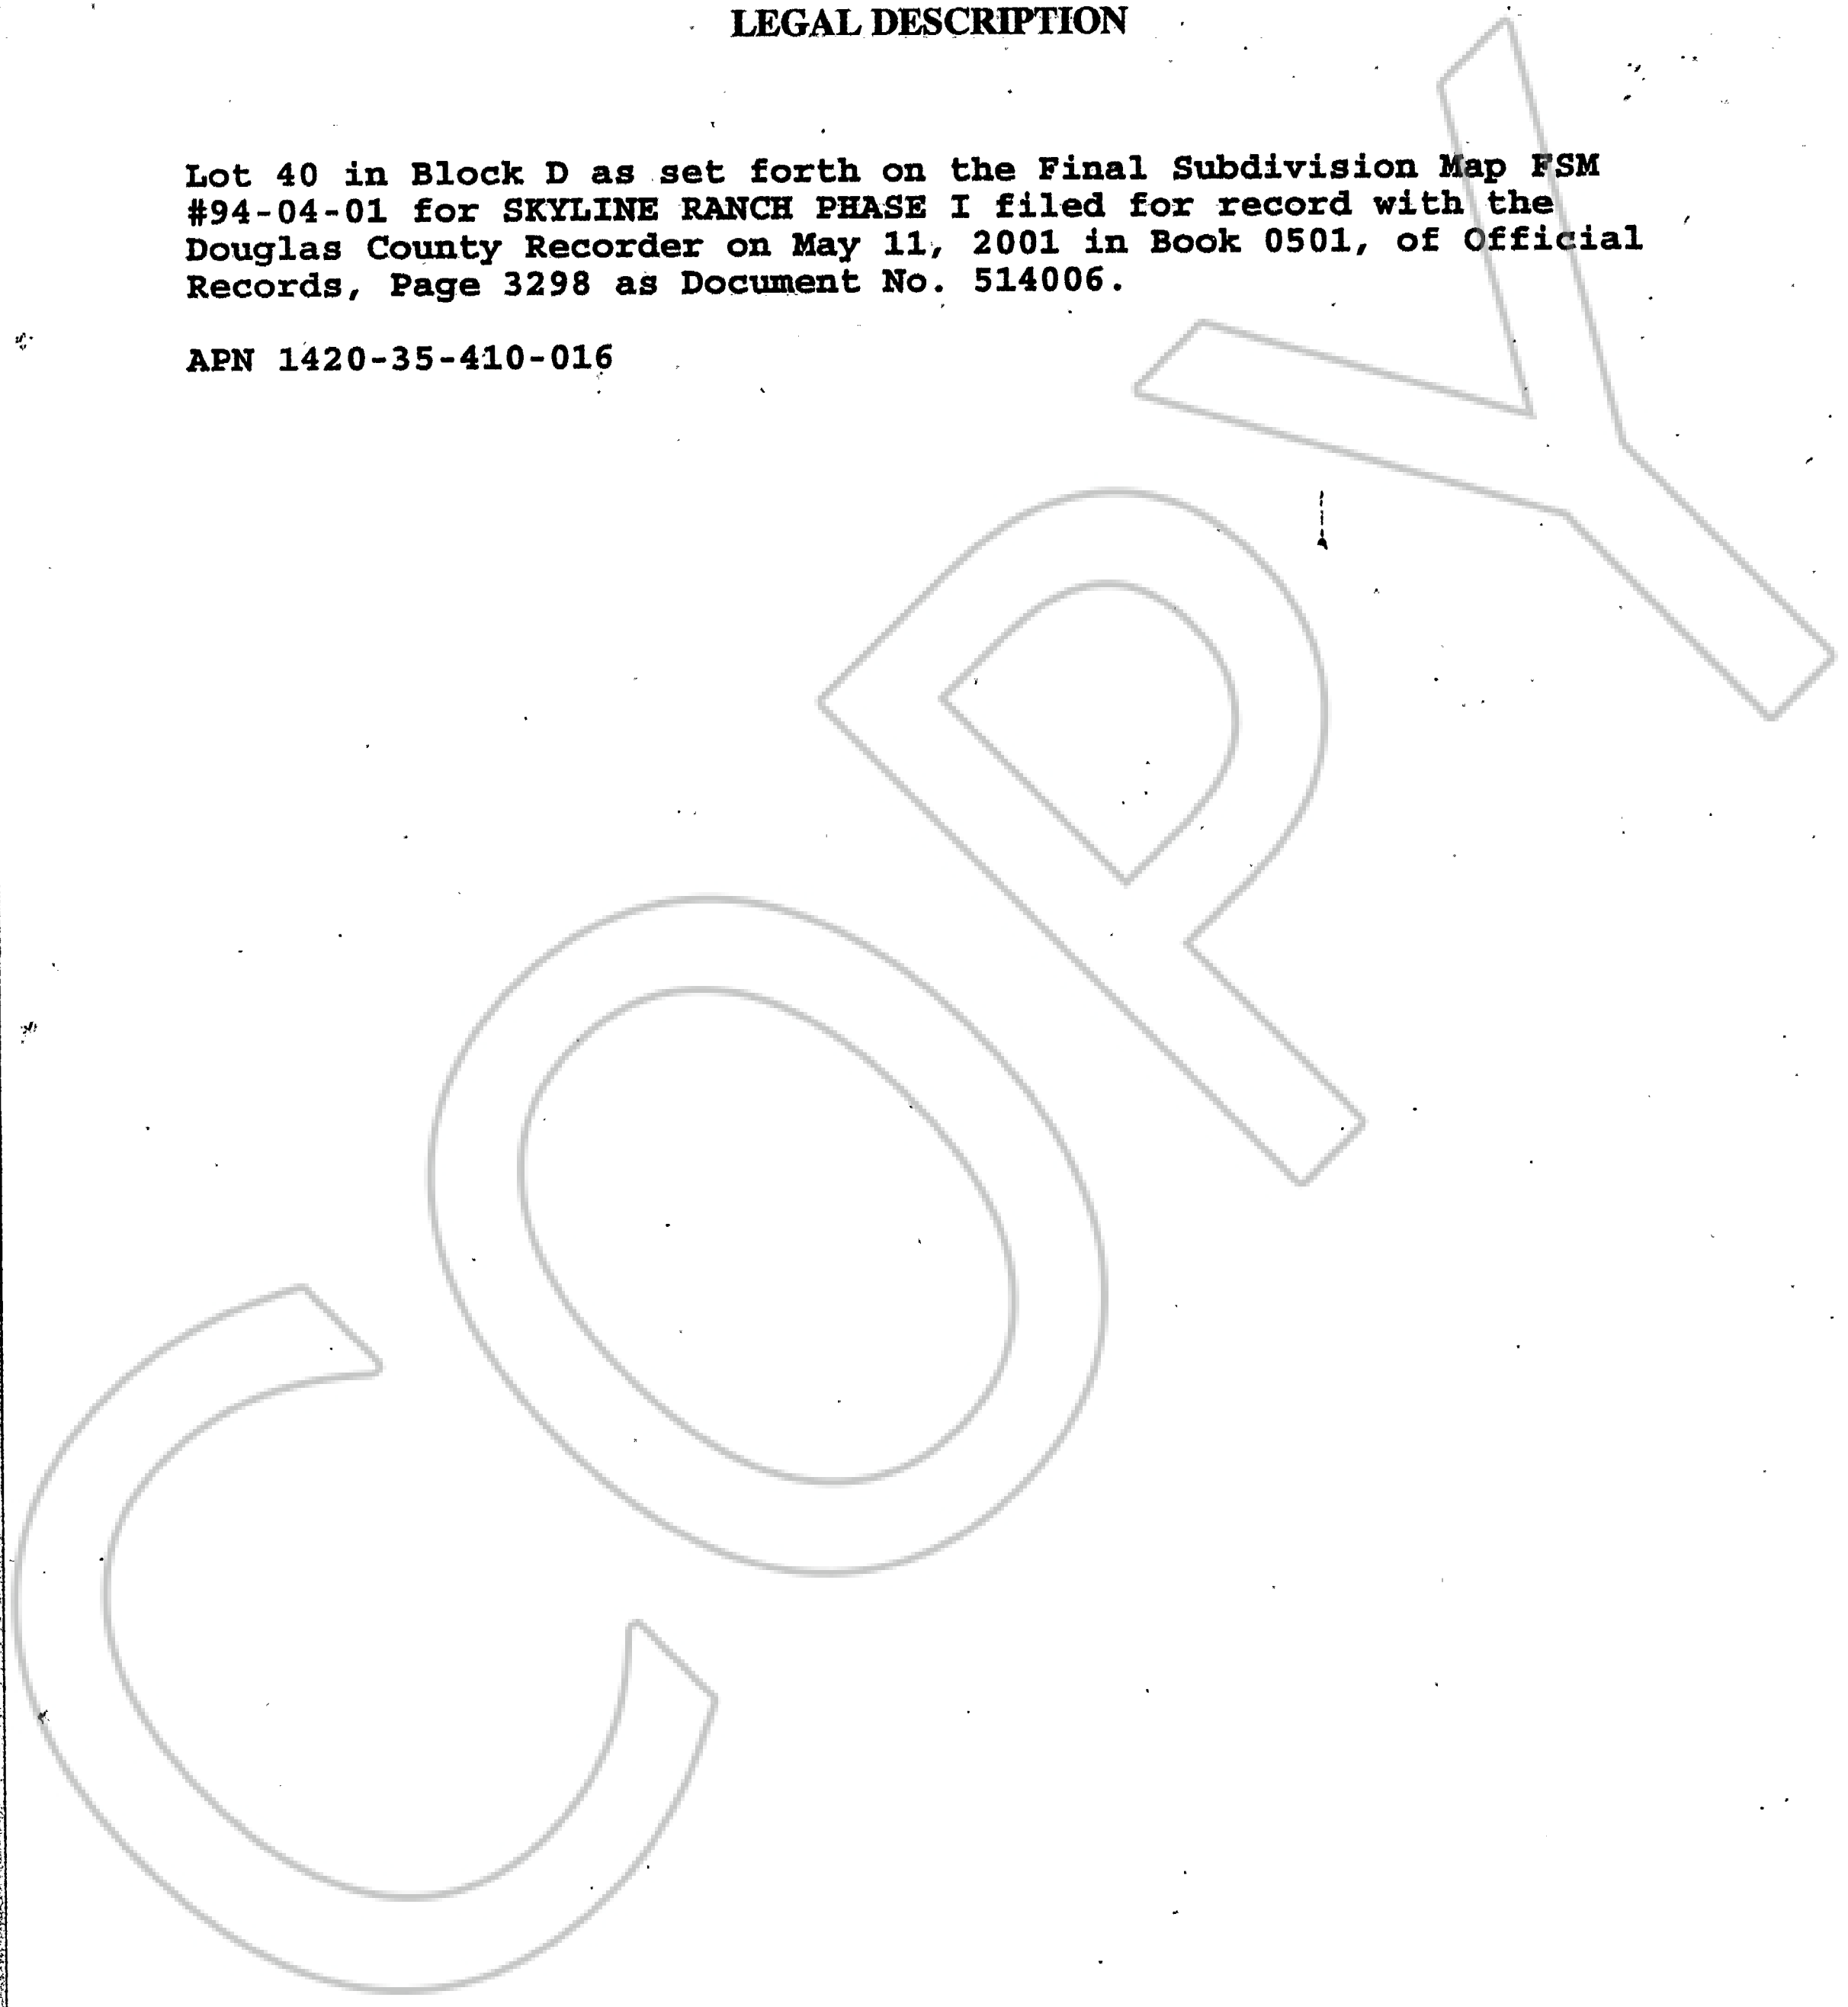 LEGAL DESCRIPTION
Lot 40 in Block D as set forth on the Final Subdivision Map FSM
#94-04-01 for SKYLINE RANCH PHASE I filed for record with the
Douglas County Recorder on May 11, 2001 in Book 0501, of Official
Records, Page 3298 as Document No. 514006.
APN 1420-35-410-016
COPY